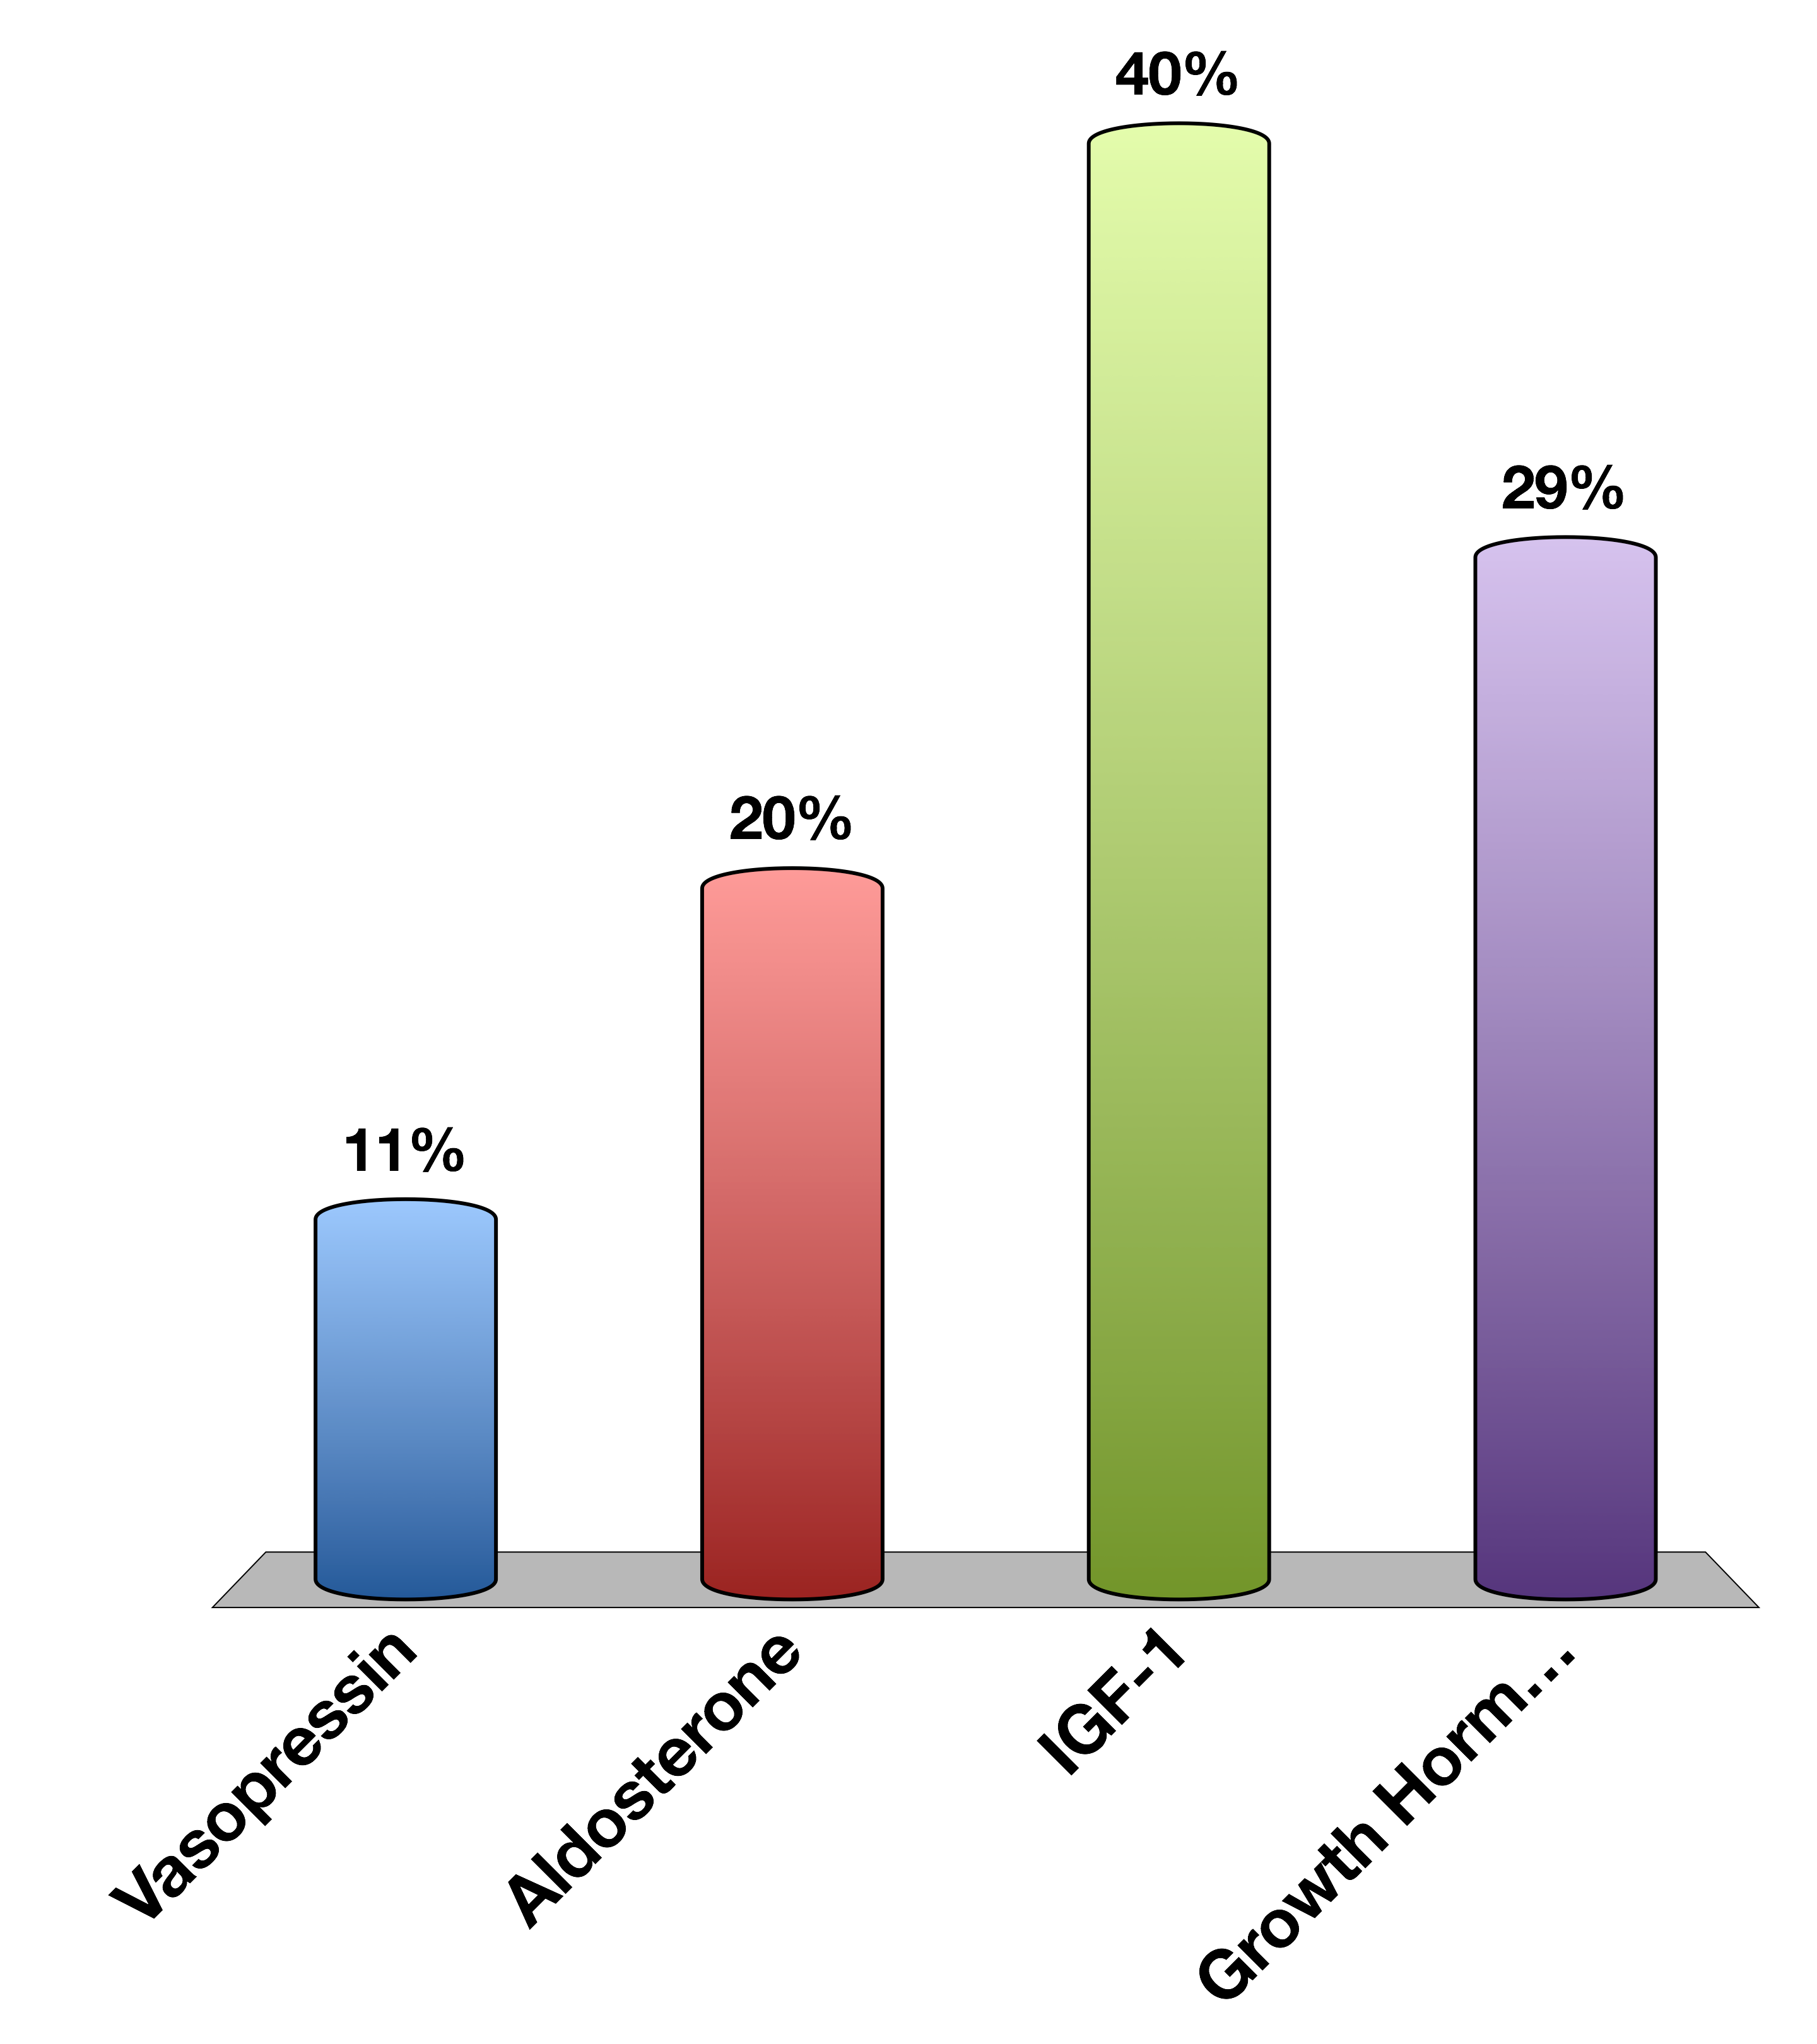 40%
29%
20%
11%
Vasopressin
Aldosterone
IGF-1
Growth Horm...